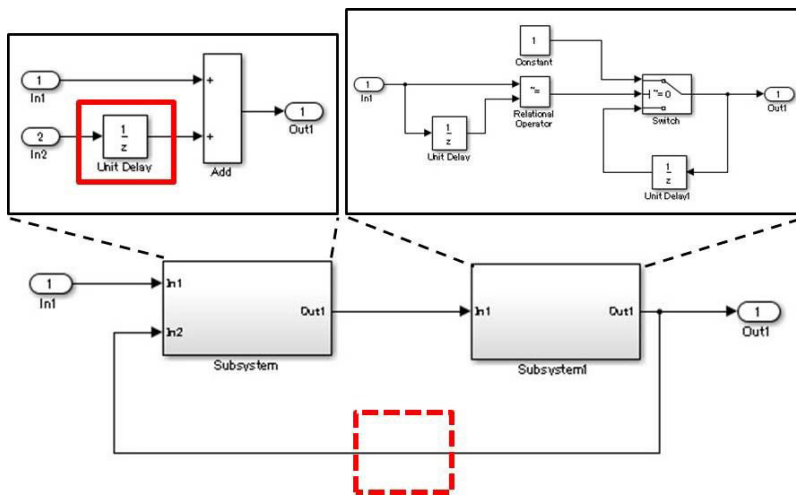 1
In1
2
In2
+
+
1
z
Unit Delay
Add
1
Out1
1
Constant
1
In1
~=
Relational
Operator
1
z
Unit Delay
~= 0
Switch
1
Out1
1
z
Unit Delay1
1
In1
In1
In2
Out1
Subsystem
In1
Out1
Subsystem1
1
Out1